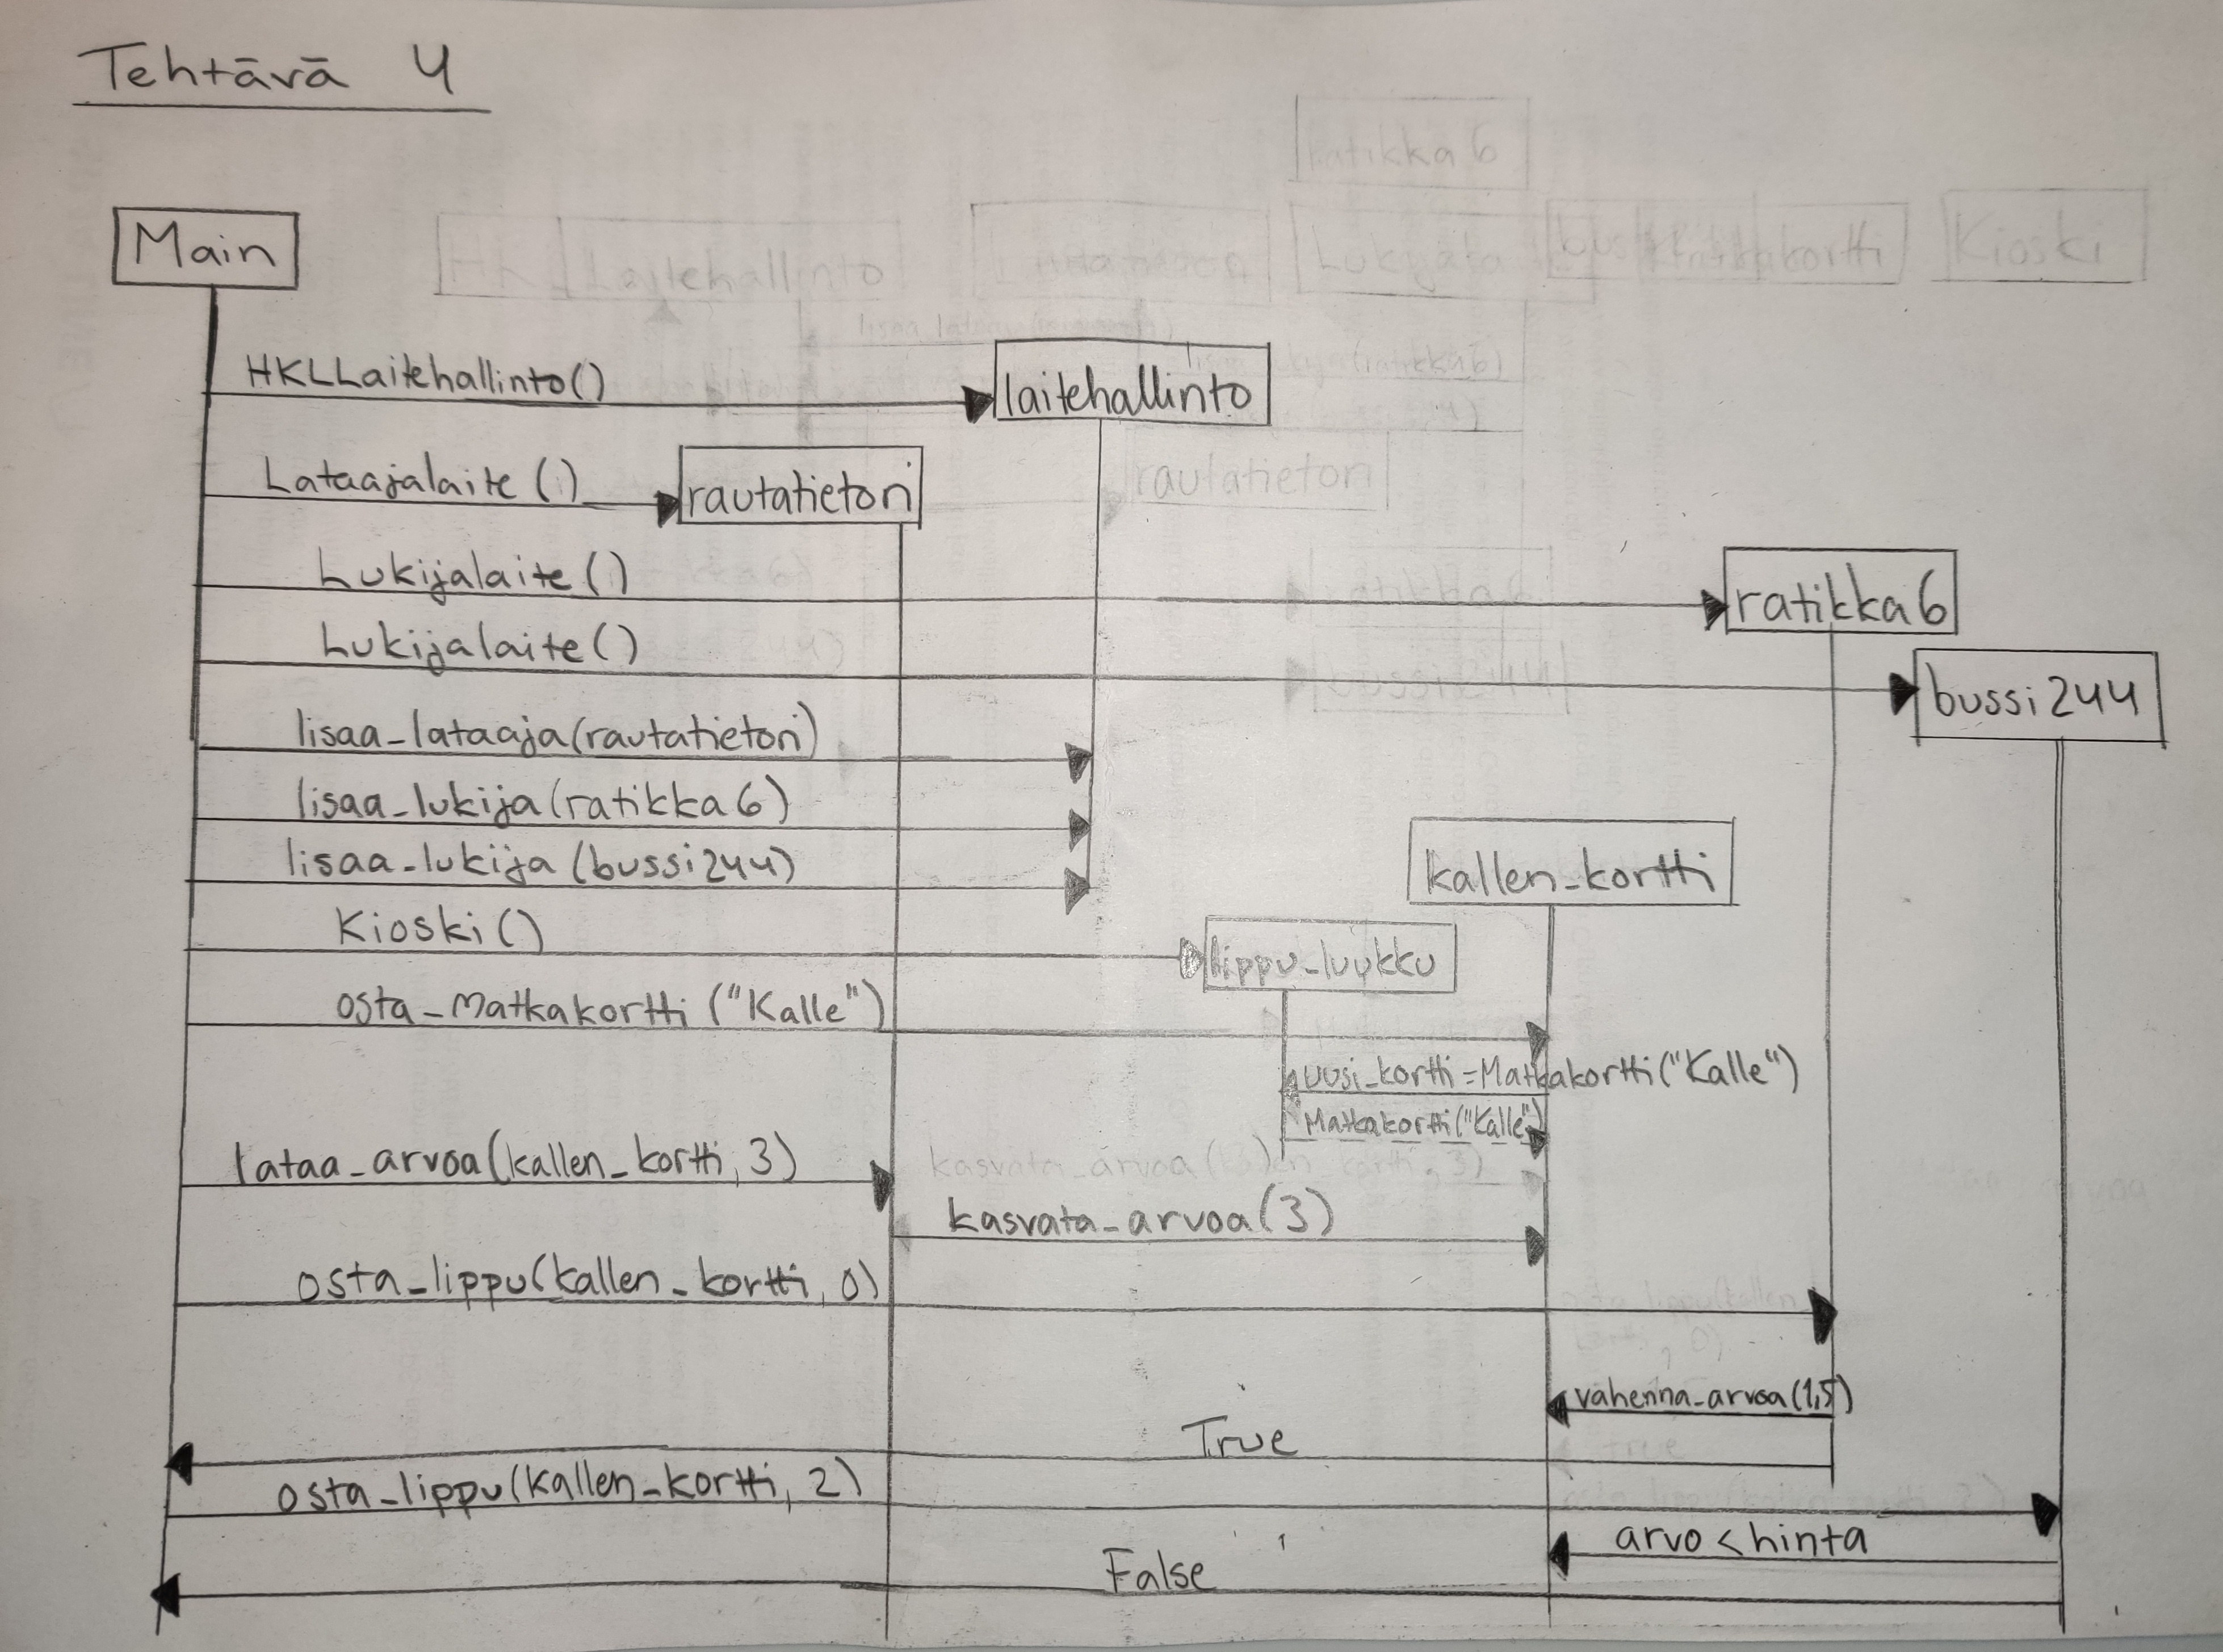 Tehtävä 4
Main
HKLLaitehallinto()
laitehallinto
Lataajalaite()
rautatietori
Lukijalaite()
ratikka6
Lukijalaite()
bussi244
lisaa_lataaja(rautatietori)
lisaa_lukija(ratikka6)
lisaa_lukija(bussi244)
kallen_kortti
Kioski()
lippu_luukku
osta_Matkakortti("Kalle")
uusi_kortti=Matkakortti("Kalle")
Matkakortti("Kalle")
lataa_arvoa(kallen_kortti, 3)
kasvata_arvoa(3)
osta_lippu(kallen_kortti, 0)
vahenna_arvoa(1,5)
True
osta_lippu(kallen_kortti, 2)
arvo<hinta
False